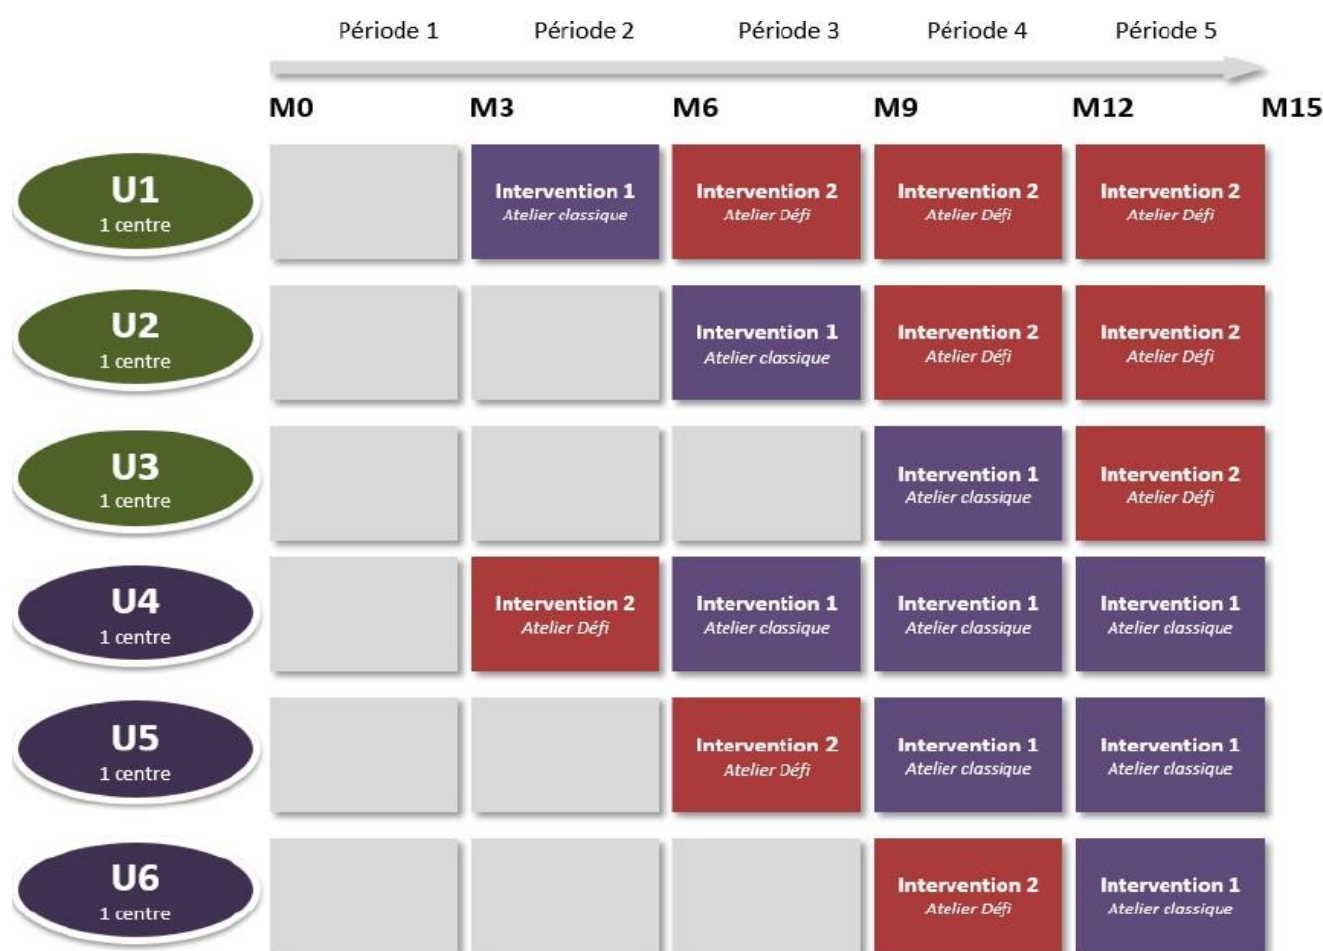 Période 1 Période 2 Période 3 Période 4 Période 5
M0 M3 M6 M9 M12 M15
U1
1 centre
Intervention 1 Intervention 2 Intervention 2 Intervention 2
Atelier classique Atelier Défi Atelier Défi Atelier Défi
U2
1 centre
Intervention 1 Intervention 2 Intervention 2
Atelier classique Atelier Défi Atelier Défi
U3
1 centre
Intervention 1 Intervention 2
Atelier classique Atelier Défi
U4
1 centre
Intervention 2 Intervention 1 Intervention 1 Intervention 1
Atelier Défi Atelier classique Atelier classique Atelier classique
U5
1 centre
Intervention 2 Intervention 1 Intervention 1
Atelier Défi Atelier classique Atelier classique
U6
1 centre
Intervention 2 Intervention 1
Atelier Défi Atelier classique